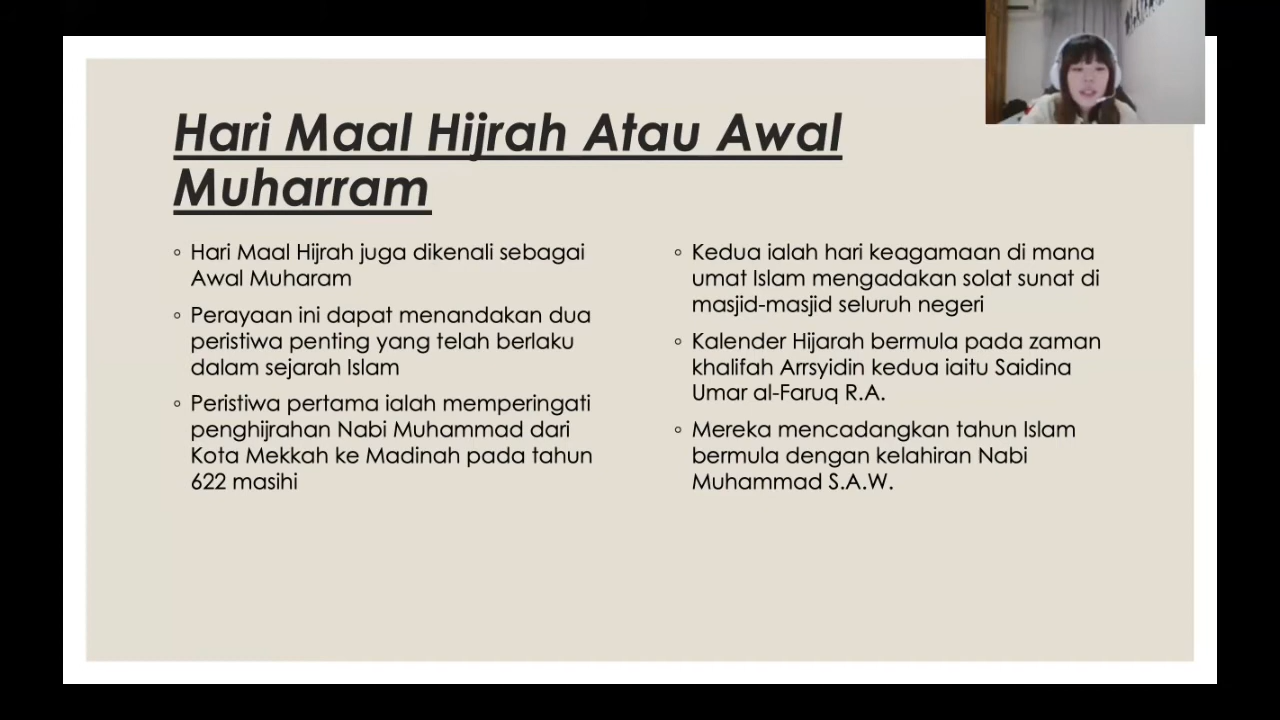 Hari Maal Hijrah Atau Awal
Muharram
◦ Hari Maal Hijrah juga dikenali sebagai
Awal Muharam
◦ Perayaan ini dapat menandakan dua
peristiwa penting yang telah berlaku
dalam sejarah Islam
◦ Peristiwa pertama ialah memperingati
penghijrahan Nabi Muhammad dari
Kota Mekkah ke Madinah pada tahun
622 masihi
◦ Kedua ialah hari keagamaan di mana
umat Islam mengadakan solat sunat di
masjid-masjid seluruh negeri
◦ Kalender Hijarah bermula pada zaman
khalifah Arrsyidin kedua iaitu Saidina
Umar al-Faruq R.A.
◦ Mereka mencadangkan tahun Islam
bermula dengan kelahiran Nabi
Muhammad S.A.W.